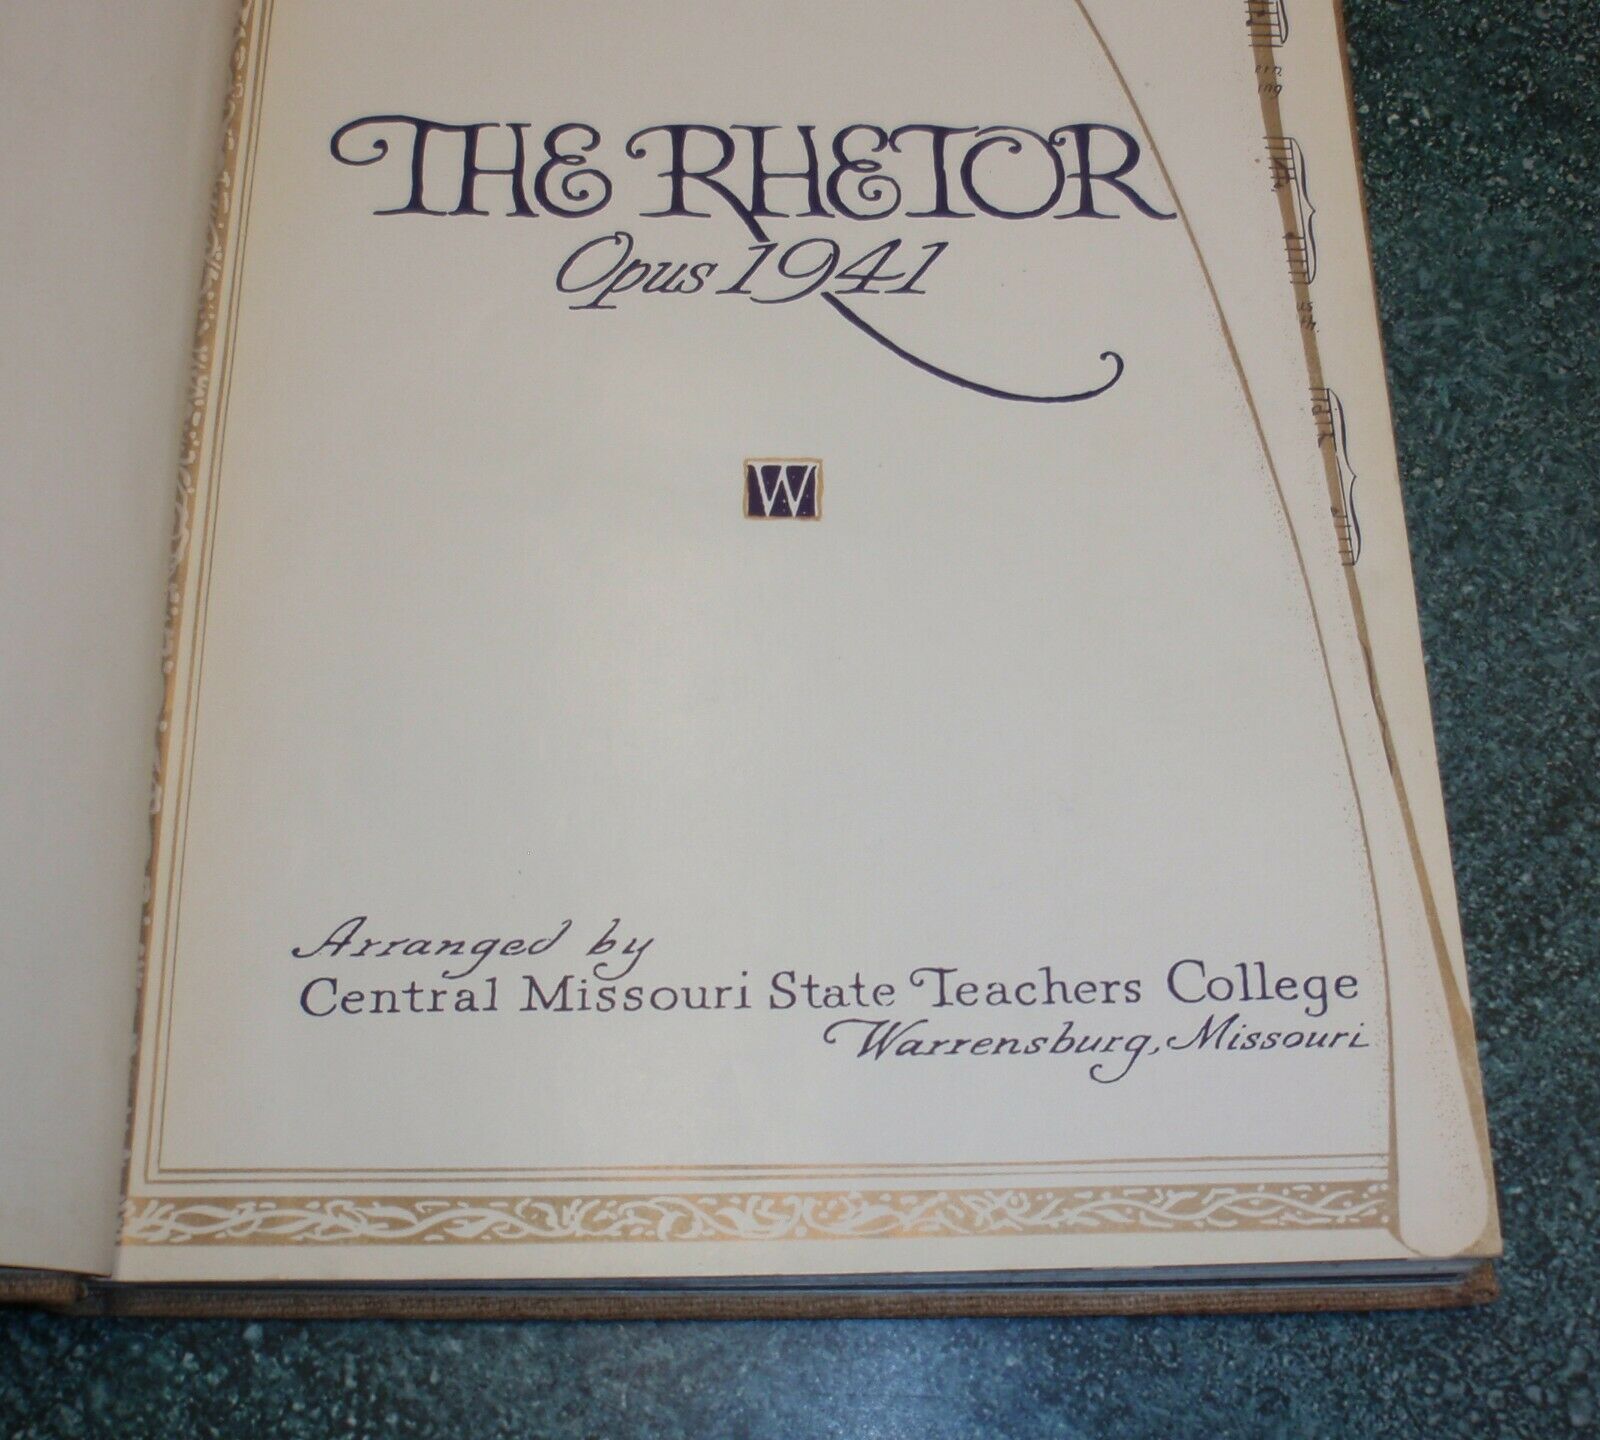 THE RHETOR
Opus 1941
W
Arranged by
Central Missouri State Teachers College
Warrensburg, Missouri